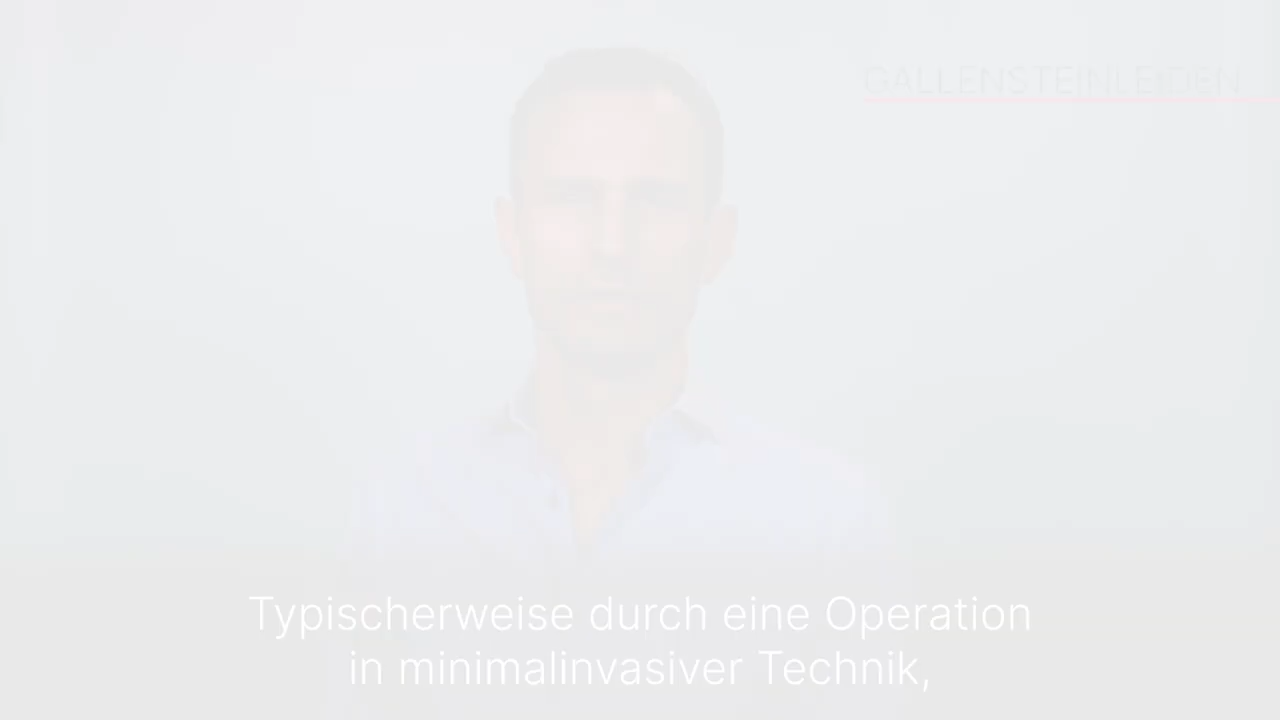 GALLENSTEINLEIDEN
Typischerweise durch eine Operation
in minimalinvasiver Technik,